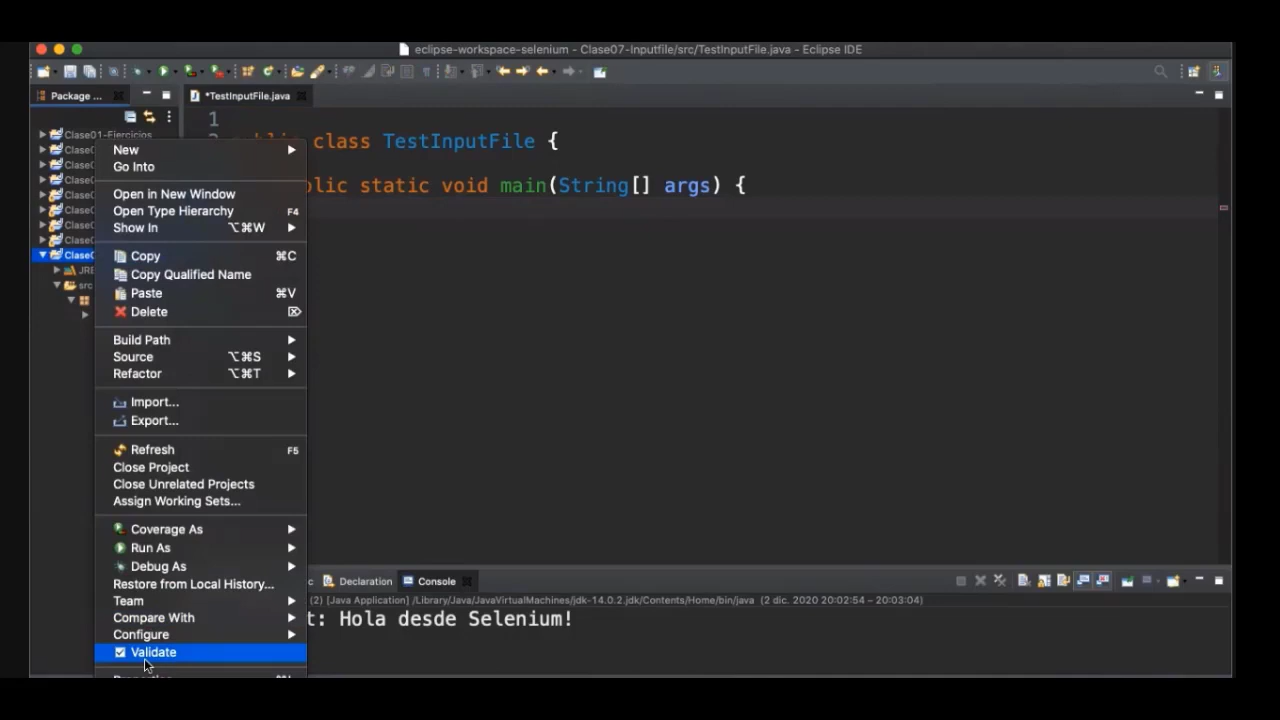 eclipse-workspace-selenium - Clase07-Inputfile/src/TestInputFile.java - Eclipse IDE
Package ...
*TestInputFile.java
1
class TestInputFile {
public static void main(String[] args) {
Clase01-Ejercicios
JRE
src
New
Go Into
Open in New Window
Open Type Hierarchy F4
Show In ⌥⌘W
Copy ⌘C
Copy Qualified Name
Paste ⌘V
Delete ⌦
Build Path
Source ⌥⌘S
Refactor ⌥⌘T
Import...
Export...
Refresh F5
Close Project
Close Unrelated Projects
Assign Working Sets...
Coverage As
Run As
Debug As
Restore from Local History...
Team
Compare With
Configure
Validate
Declaration
Console
(2) [Java Application] /Library/Java/JavaVirtualMachines/jdk-14.0.2.jdk/Contents/Home/bin/java (2 dic. 2020 20:02:54 – 20:03:04)
t: Hola desde Selenium!